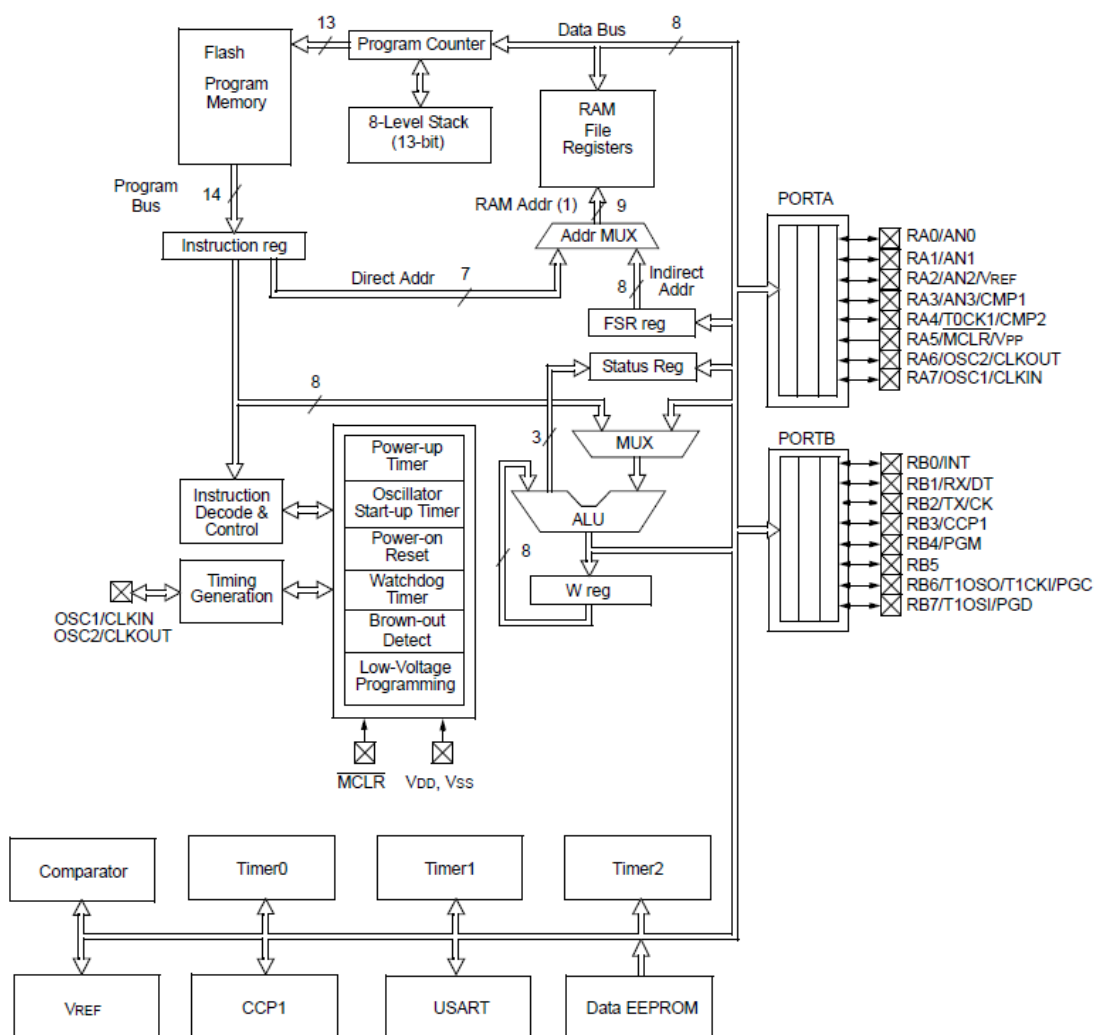 13
Program Counter
Data Bus
8
Flash
Program
Memory
8-Level Stack
(13-bit)
RAM
File
Registers
Program
Bus
14
RAM Addr (1)
9
Addr MUX
Instruction reg
Direct Addr
7
Indirect
Addr
8
FSR reg
Status Reg
8
3
MUX
Power-up
Timer
Oscillator
Start-up Timer
Power-on
Reset
Watchdog
Timer
Brown-out
Detect
Low-Voltage
Programming
Instruction
Decode &
Control
Timing
Generation
OSC1/CLKIN
OSC2/CLKOUT
ALU
8
W reg
MCLR
VDD, VSS
PORTA
RA0/AN0
RA1/AN1
RA2/AN2/VREF
RA3/AN3/CMP1
RA4/T0CK1/CMP2
RA5/MCLR/VPP
RA6/OSC2/CLKOUT
RA7/OSC1/CLKIN
PORTB
RB0/INT
RB1/RX/DT
RB2/TX/CK
RB3/CCP1
RB4/PGM
RB5
RB6/T1OSO/T1CKI/PGC
RB7/T1OSI/PGD
Comparator
Timer0
Timer1
Timer2
VREF
CCP1
USART
Data EEPROM